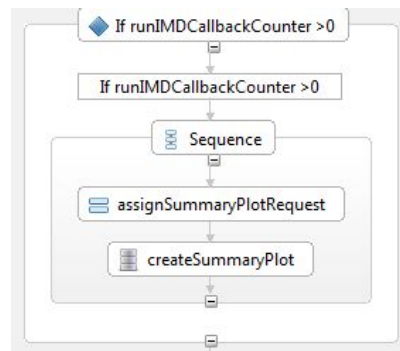 If runIMDCallbackCounter >0
If runIMDCallbackCounter >0
Sequence
assignSummaryPlotRequest
createSummaryPlot